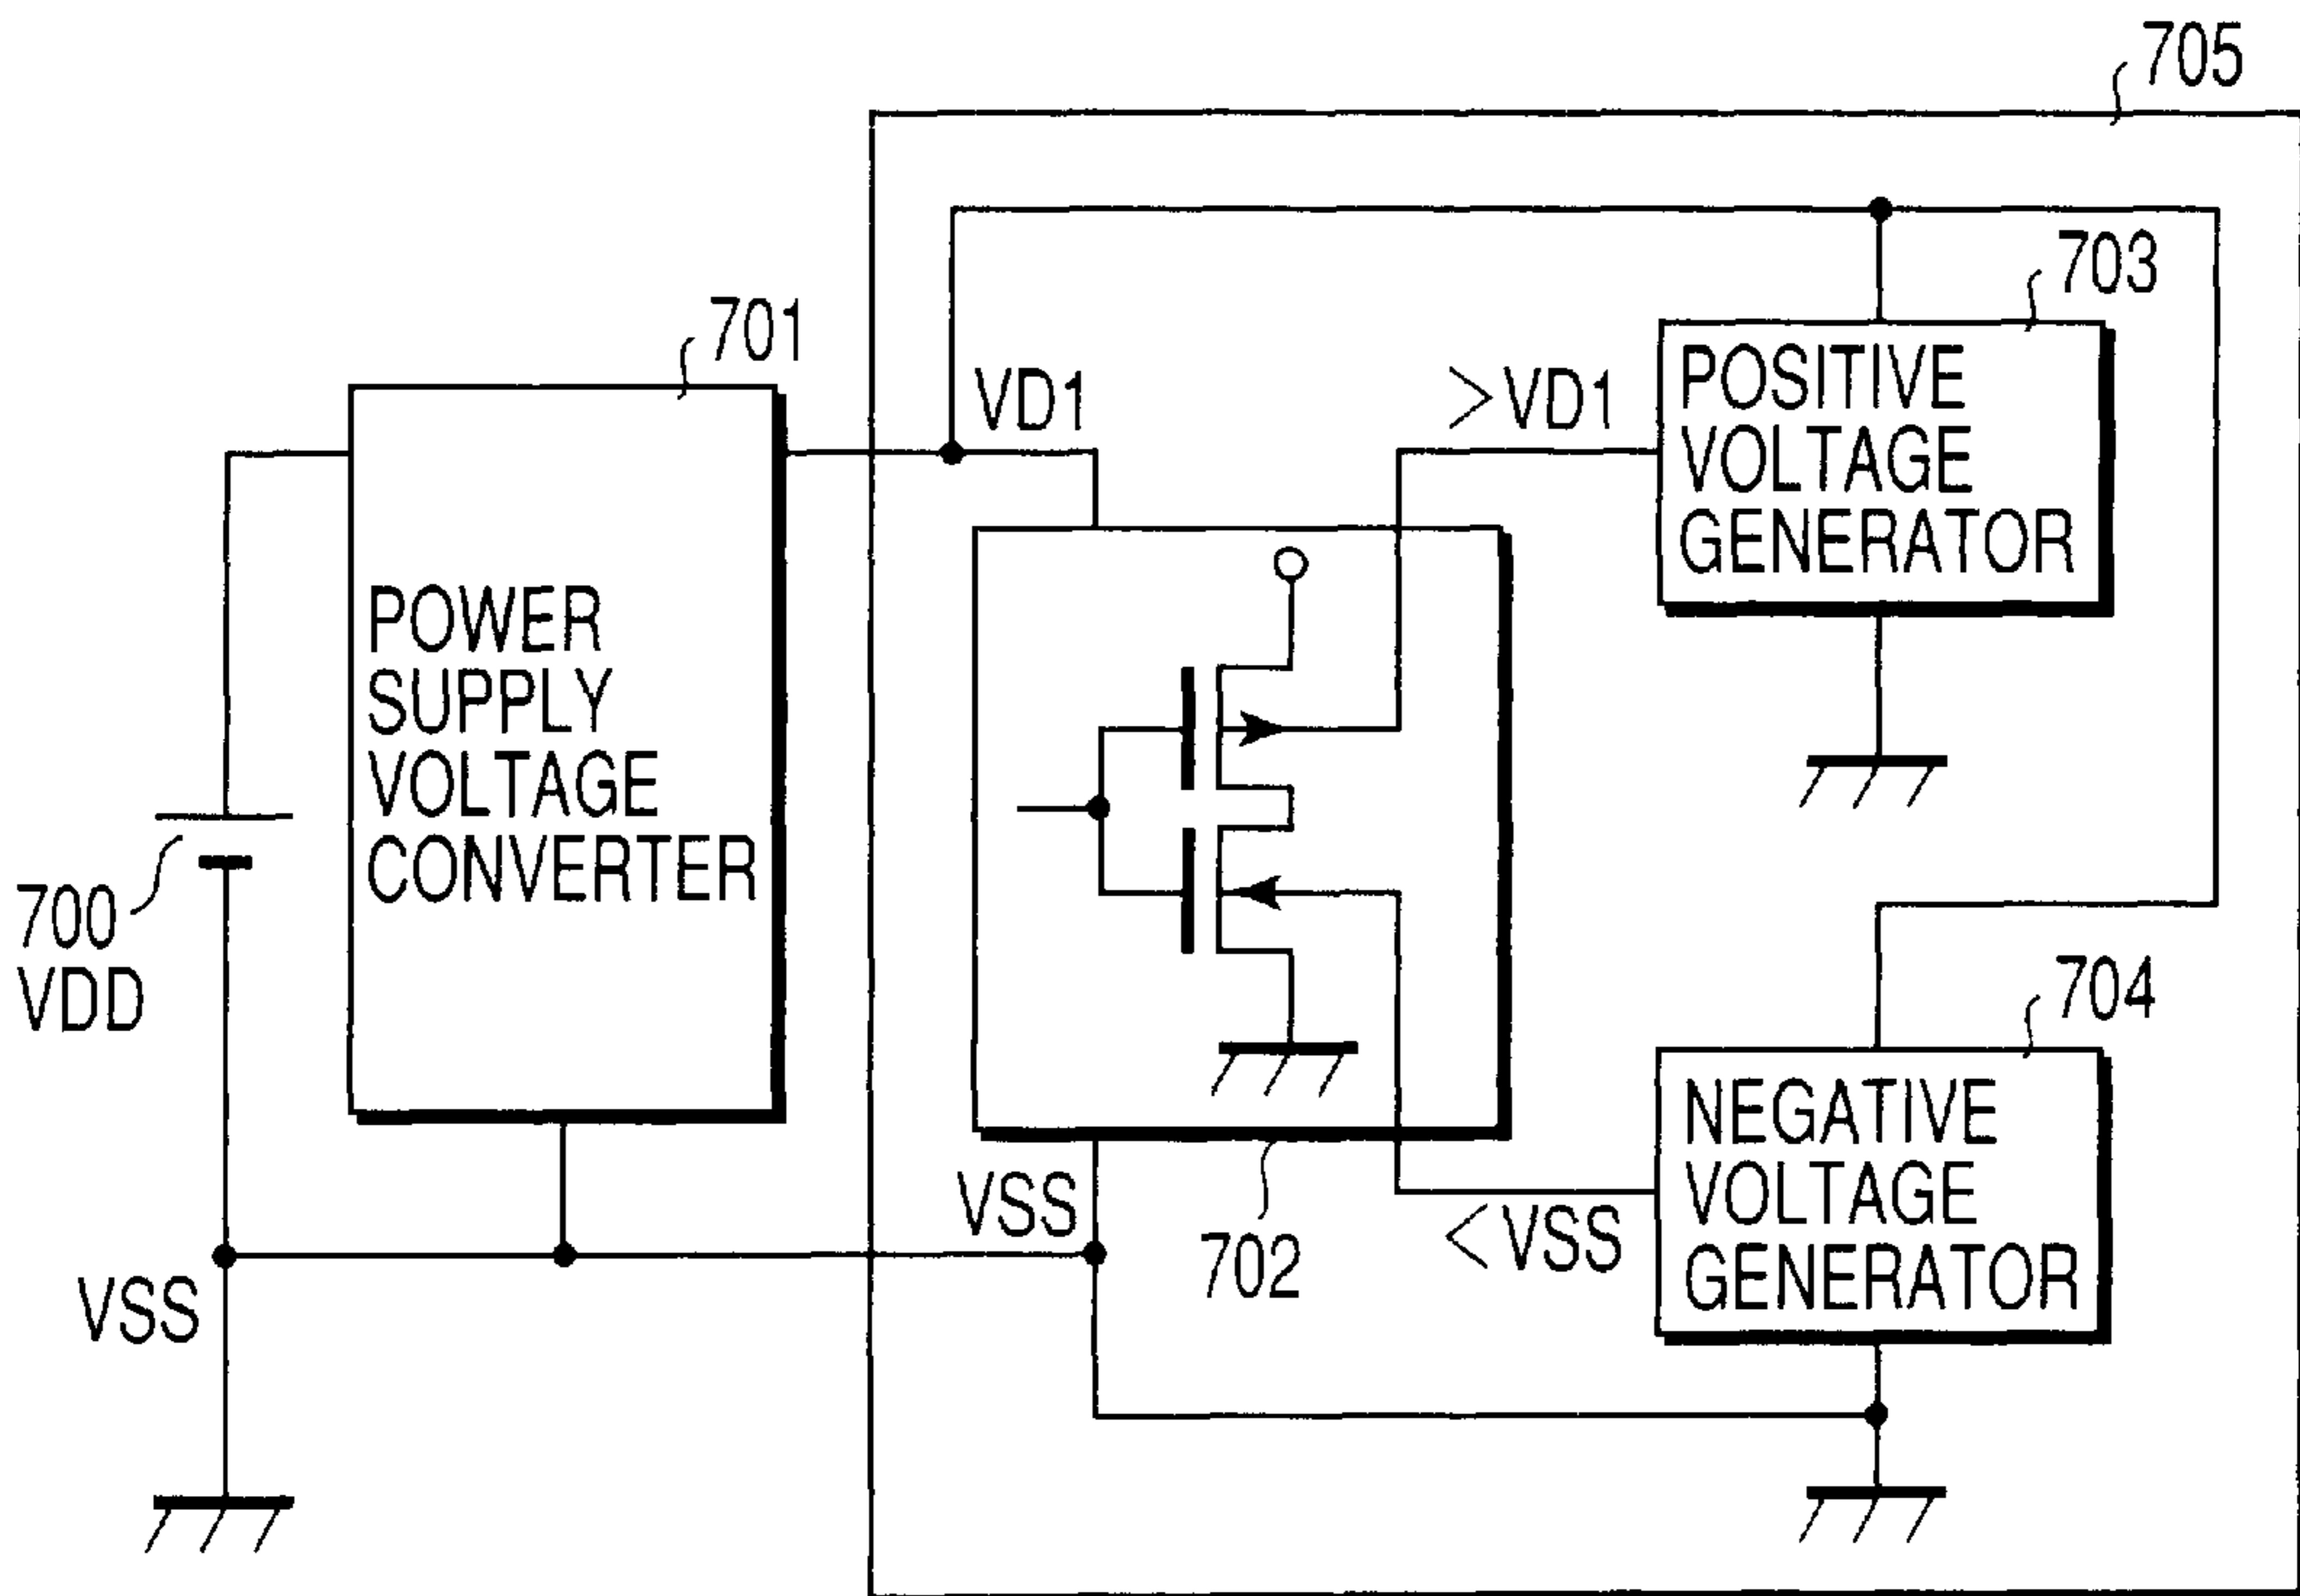 705
703
701
VD1
>VD1
POSITIVE
VOLTAGE
GENERATOR
POWER
SUPPLY
VOLTAGE
CONVERTER
700
VDD
704
NEGATIVE
VOLTAGE
GENERATOR
VSS
<VSS
702
VSS